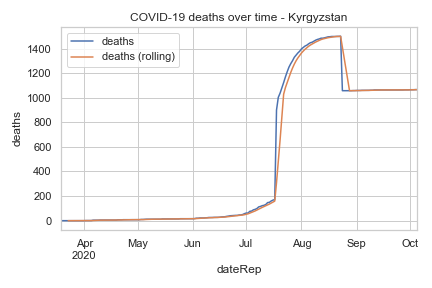 COVID-19 deaths over time - Kyrgyzstan
deaths
deaths (rolling)
1400
1200
1000
800
600
400
200
0
deaths
Apr
2020
May
Jun
Jul
Aug
Sep
Oct
dateRep